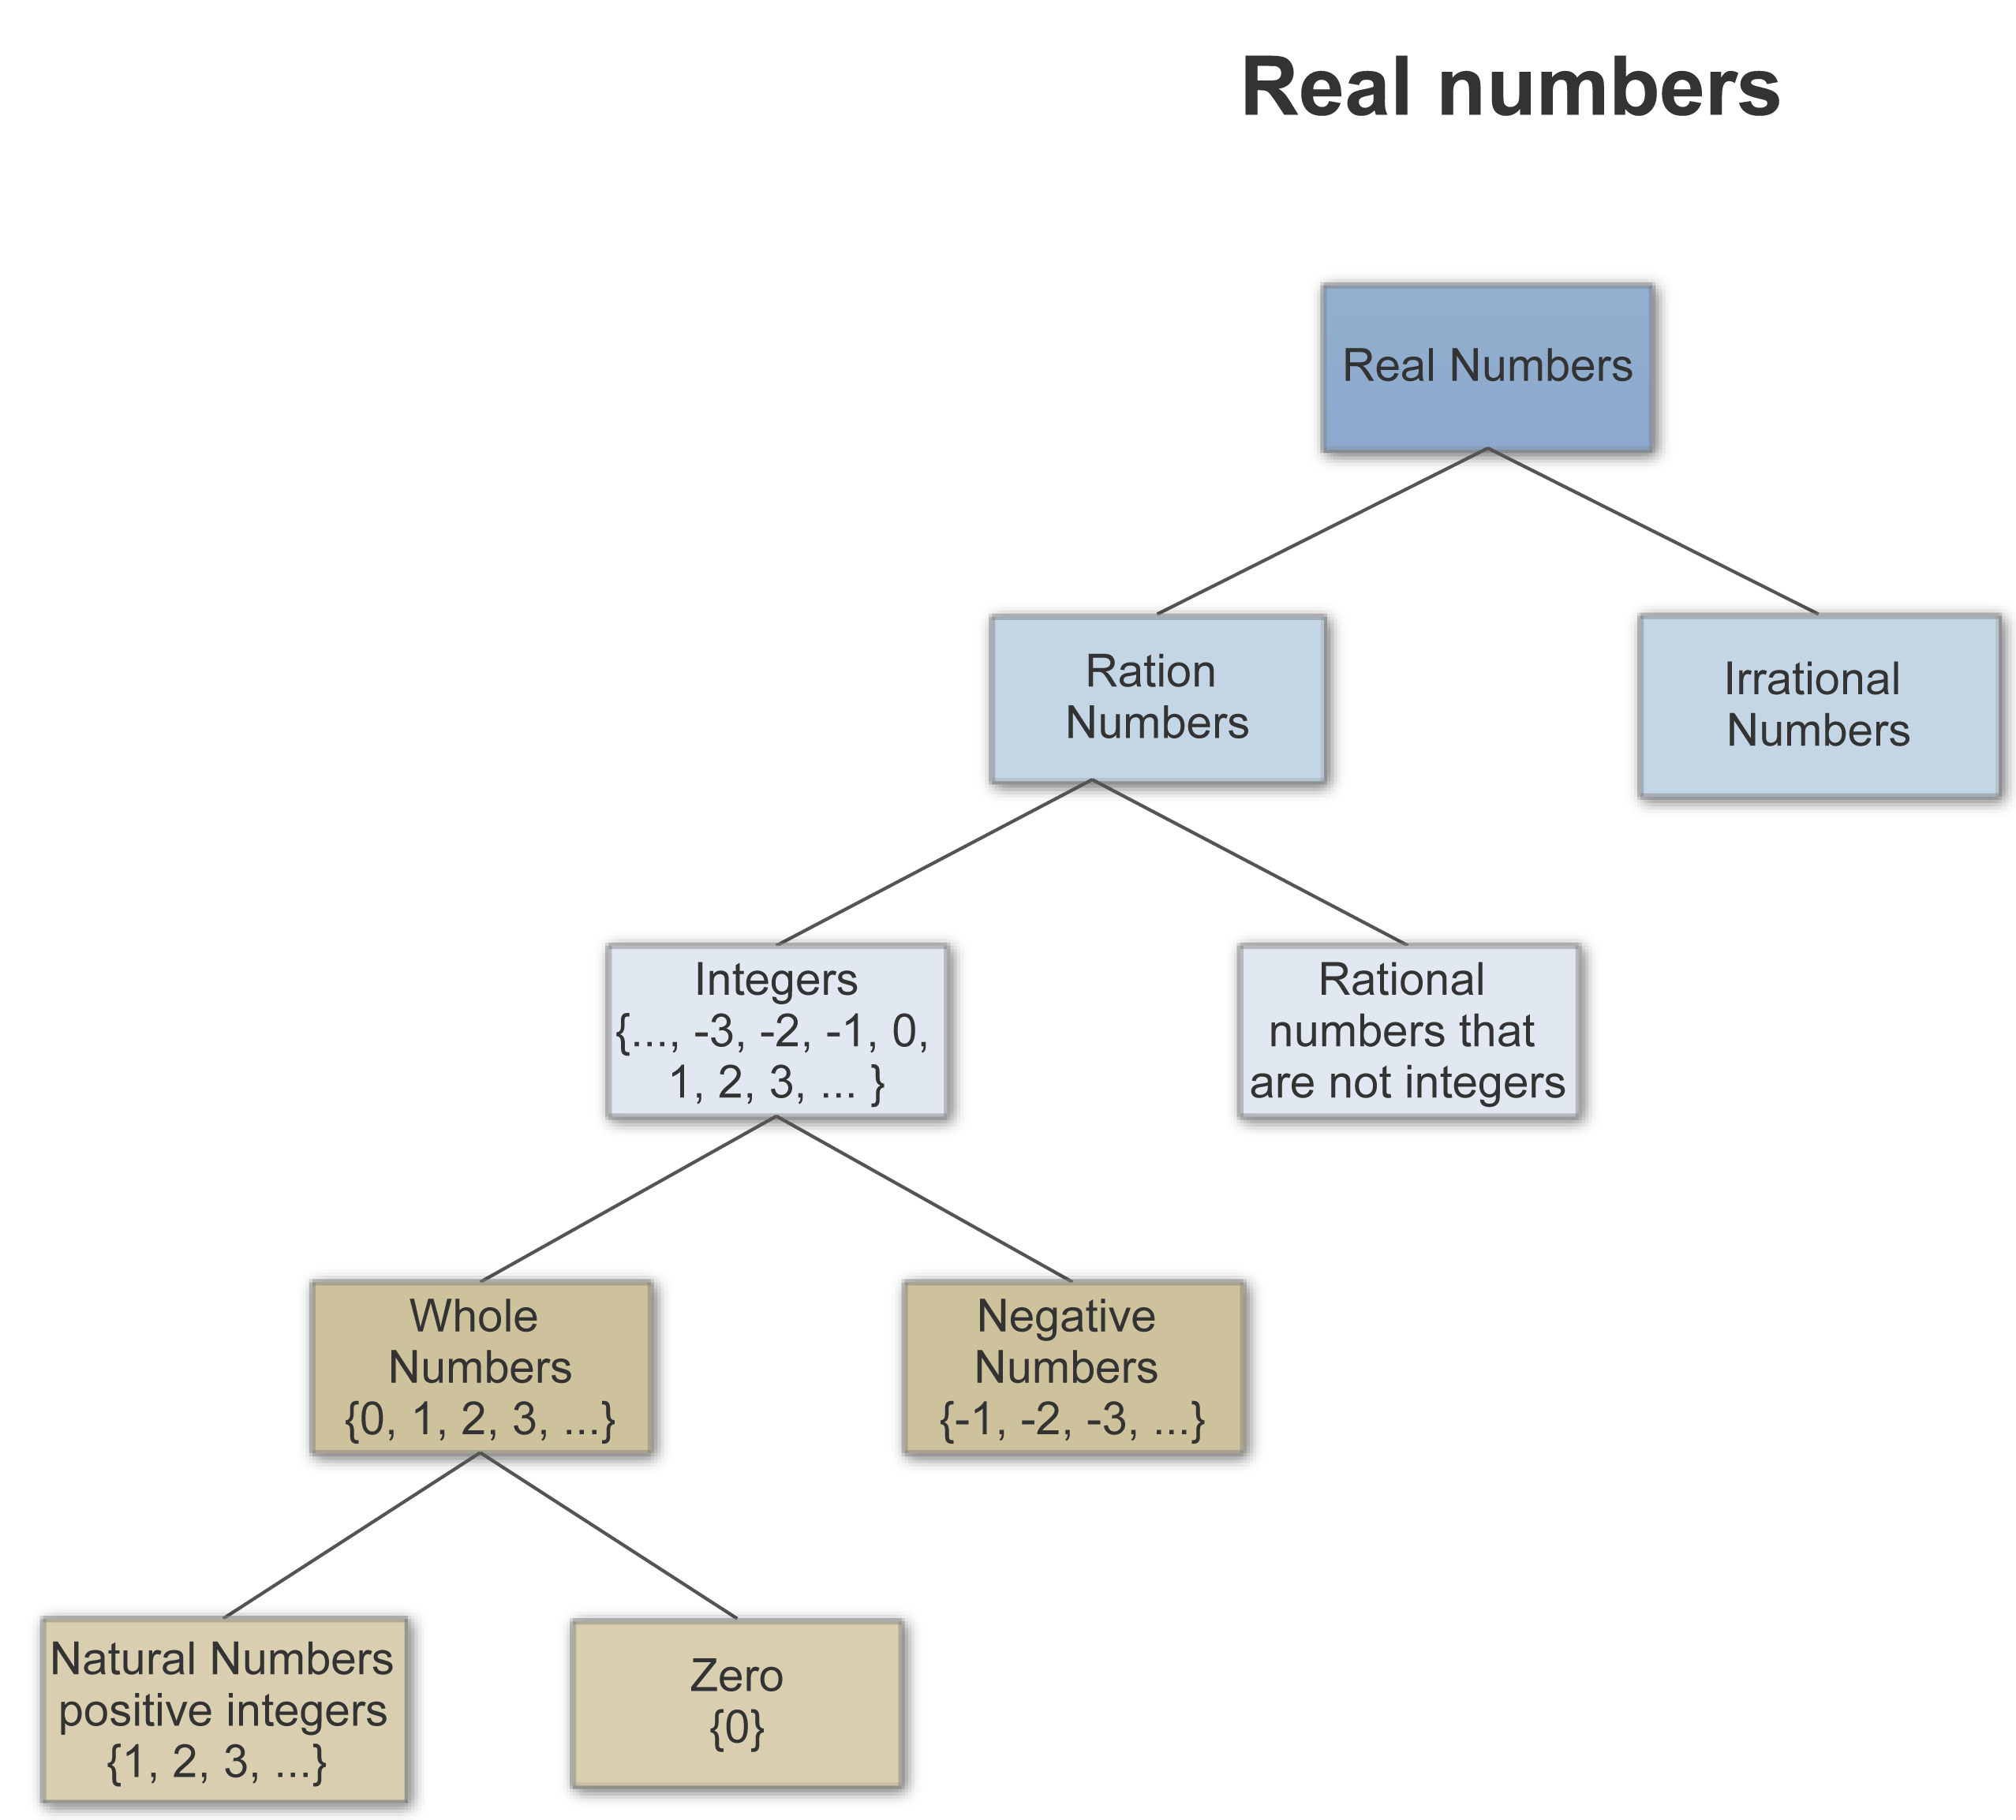 Real numbers
Real Numbers
Ration
Numbers
Irrational
Numbers
Integers
{..., -3, -2, -1, 0,
1, 2, 3, ... }
Rational
numbers that
are not integers
Whole
Numbers
{0, 1, 2, 3, ...}
Negative
Numbers
{-1, -2, -3, ...}
Natural Numbers
positive integers
{1, 2, 3, ...}
Zero
{0}